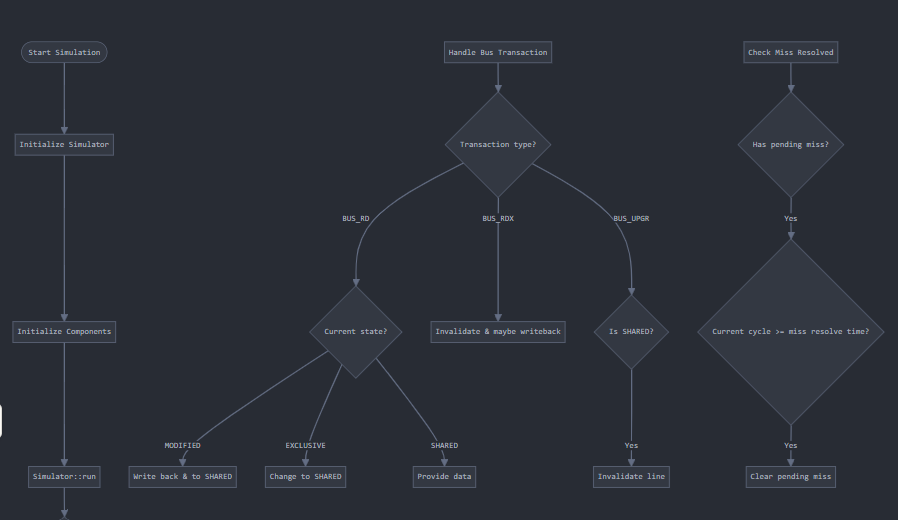 Start Simulation
Handle Bus Transaction
Check Miss Resolved
Initialize Simulator
Transaction type?
Has pending miss?
BUS_RD
BUS_RDX
BUS_UPGR
Yes
Initialize Components
Current state?
Invalidate & maybe writeback
Is SHARED?
Current cycle >= miss resolve time?
MODIFIED
EXCLUSIVE
SHARED
Yes
Yes
Simulator::run
Write back & to SHARED
Change to SHARED
Provide data
Invalidate line
Clear pending miss